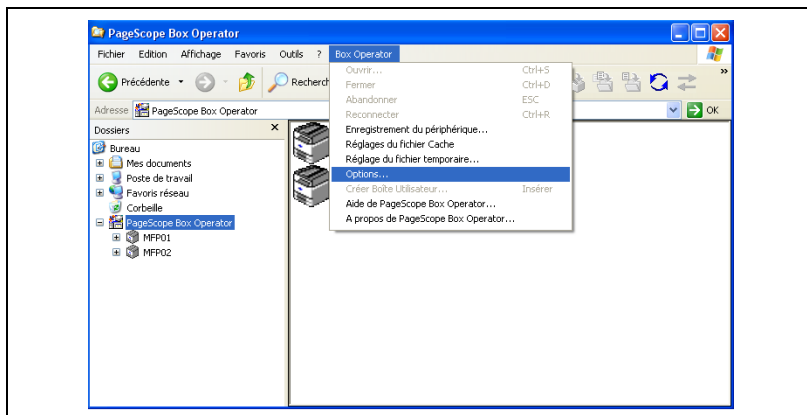 PageScope Box Operator
Fichier Edition Affichage Favoris Outils ? Box Operator
Précédente Recherch
Adresse PageScope Box Operator OK
Dossiers
Bureau
Mes documents
Poste de travail
Favoris réseau
Corbeille
PageScope Box Operator
MFP01
MFP02
Ouvrir... Ctrl+S
Fermer Ctrl+D
Abandonner ESC
Reconnecter Ctrl+R
Enregistrement du périphérique...
Réglages du fichier Cache
Réglage du fichier temporaire...
Options...
Créer Boîte Utilisateur... Insérer
Aide de PageScope Box Operator...
A propos de PageScope Box Operator...